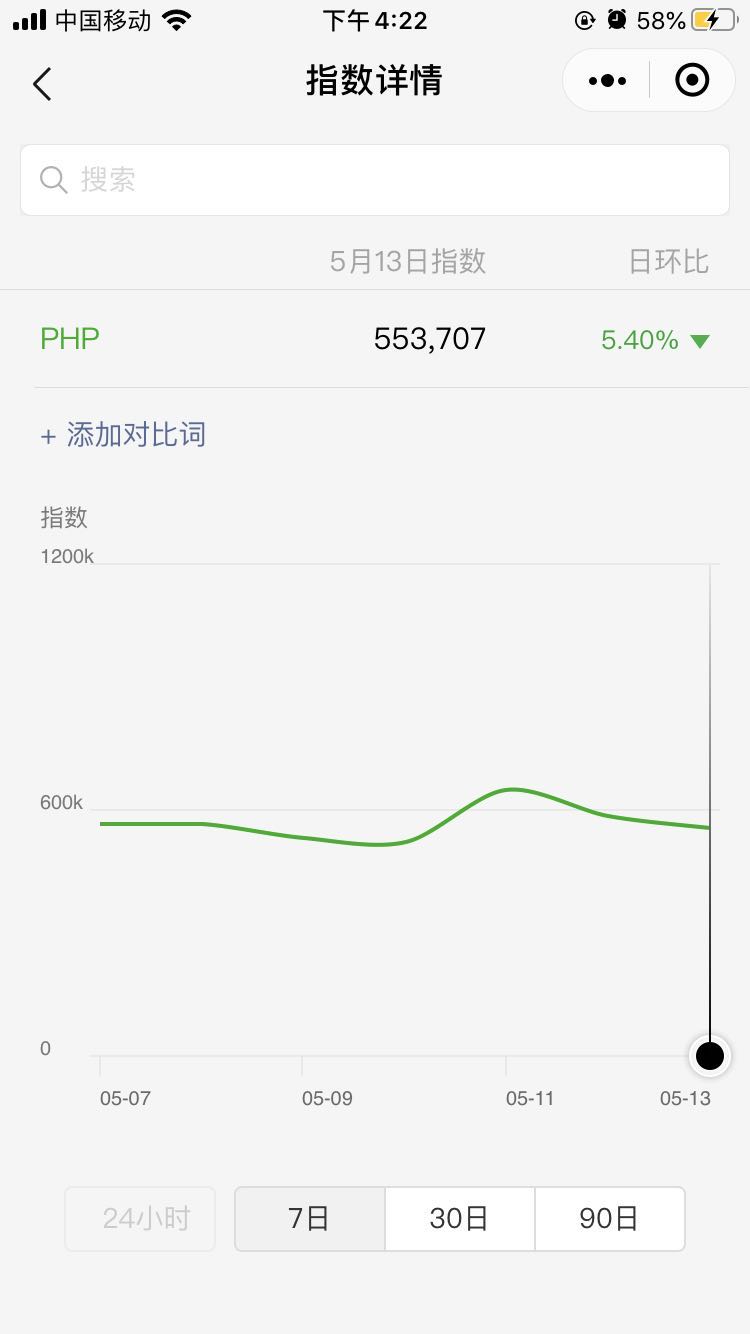 中国移动 下午4:22 58%
指数详情
搜索
5月13日指数 日环比
PHP 553,707 5.40%
+ 添加对比词
指数
1200k
600k
0
05-07 05-09 05-11 05-13
24小时 7日 30日 90日